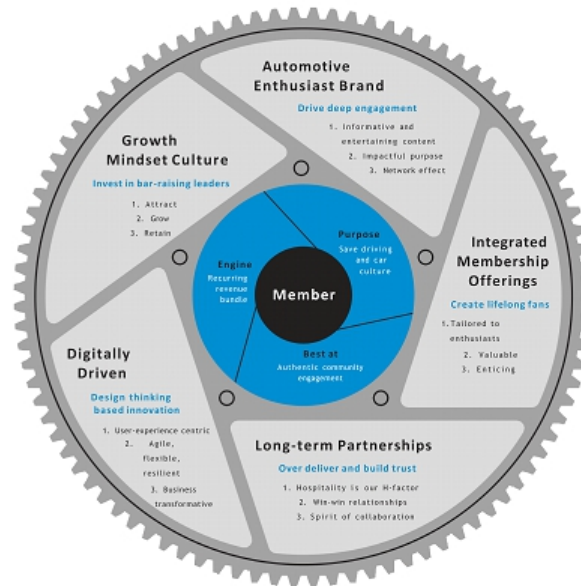 Automotive
Enthusiast Brand
Drive deep engagement
1. Informative and
entertaining content
2. Impactful purpose
3. Network effect
Growth
Mindset Culture
Invest in bar-raising leaders
1. Attract
2. Grow
3. Retain
Purpose
Save driving
and car
culture
Engine
Recurring
revenue
bundle
Member
Best at
Authentic community
engagement
Integrated
Membership
Offerings
Create lifelong fans
1.Tailored to
enthusiasts
2. Valuable
3. Enticing
Digitally
Driven
Design thinking
based innovation
1. User-experience centric
2. Agile,
flexible,
resilient
3. Business
transformative
Long-term Partnerships
Over deliver and build trust
1. Hospitality is our H-factor
2. Win-win relationships
3. Spirit of collaboration